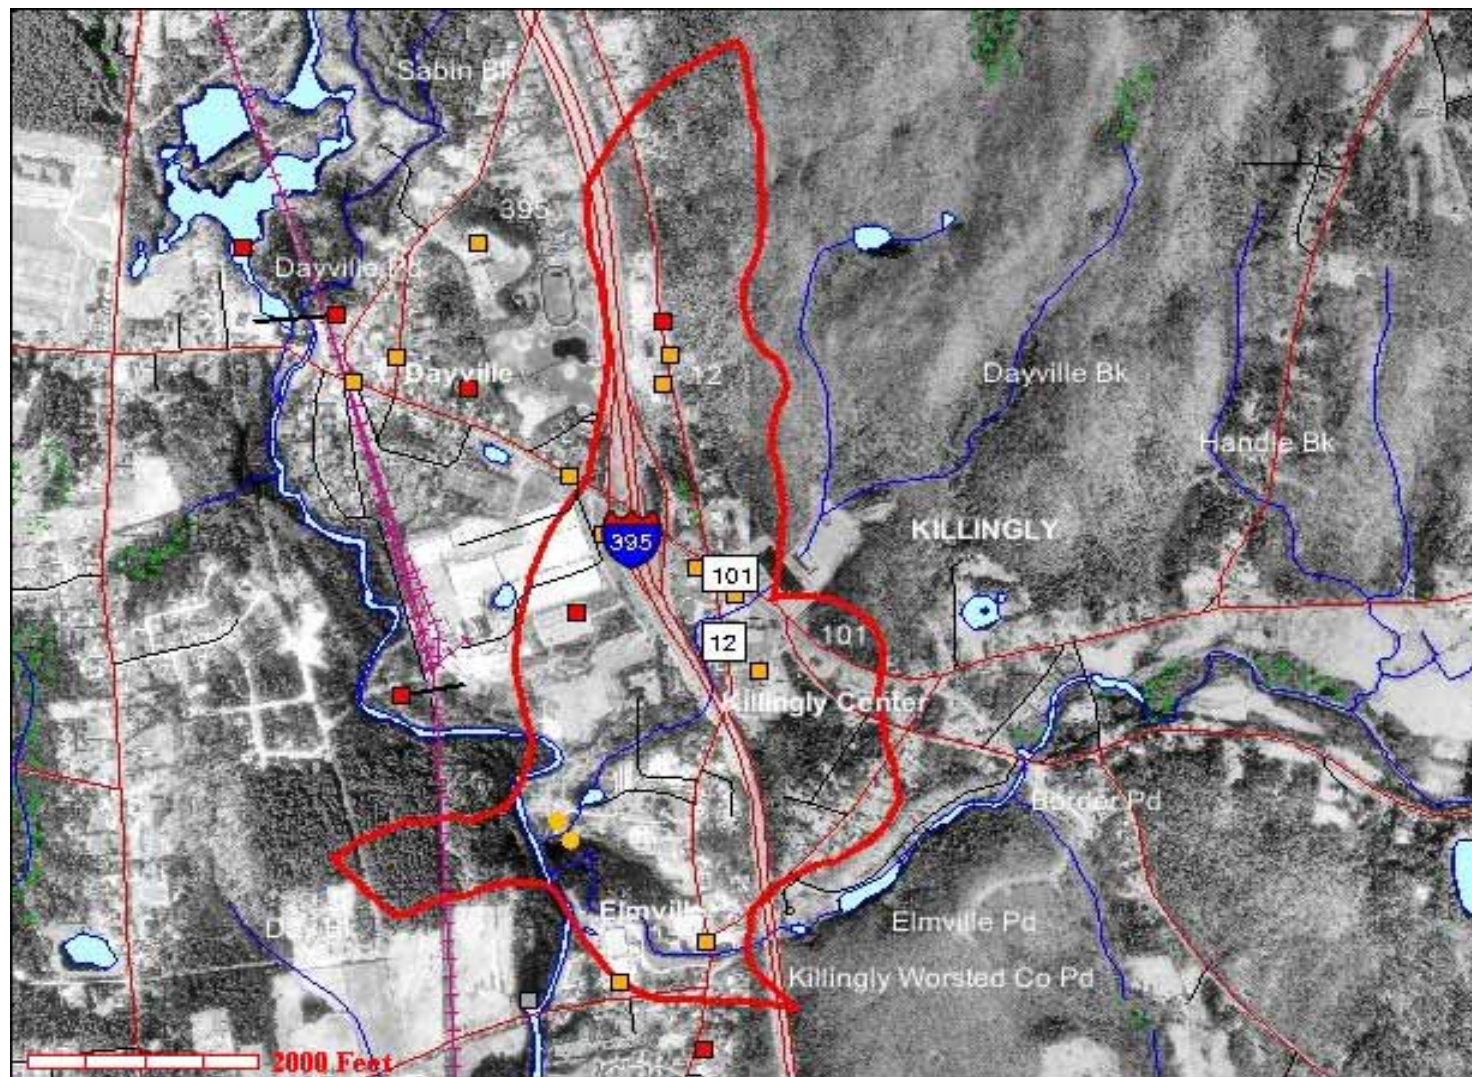 Sabin Bk
395
Dayville Pd
Dayville
12
Dayville Bk
Handle Bk
KILLINGLY
395
101
12
101
Killingly Center
Border Pd
Elmville
Elmville Pd
Killingly Worsted Co Pd
2000 Feet